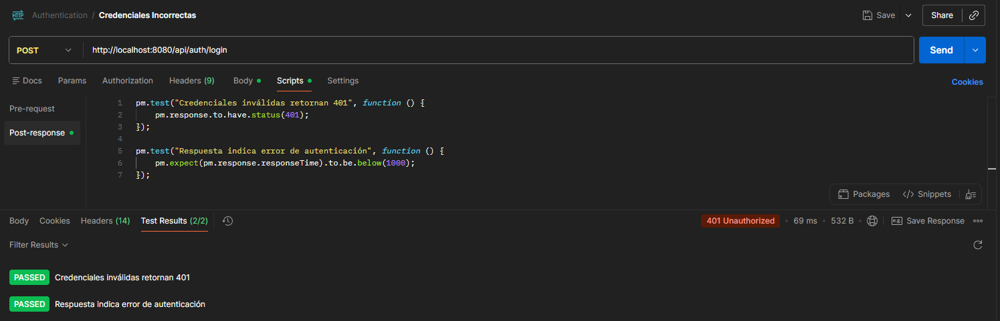 HTTP Authentication / Credenciales Incorrectas Save Share
POST http://localhost:8080/api/auth/login Send
Docs Params Authorization Headers (9) Body Scripts Settings Cookies
Pre-request
Post-response
1 pm.test("Credenciales inválidas retornan 401", function () {
2 pm.response.to.have.status(401);
3 });
4
5 pm.test("Respuesta indica error de autenticación", function () {
6 pm.expect(pm.response.responseTime).to.be.below(1000);
7 });
Packages </> Snippets
Body Cookies Headers (14) Test Results (2/2) 401 Unauthorized • 69 ms • 532 B e.g. Save Response
Filter Results
PASSED Credenciales inválidas retornan 401
PASSED Respuesta indica error de autenticación